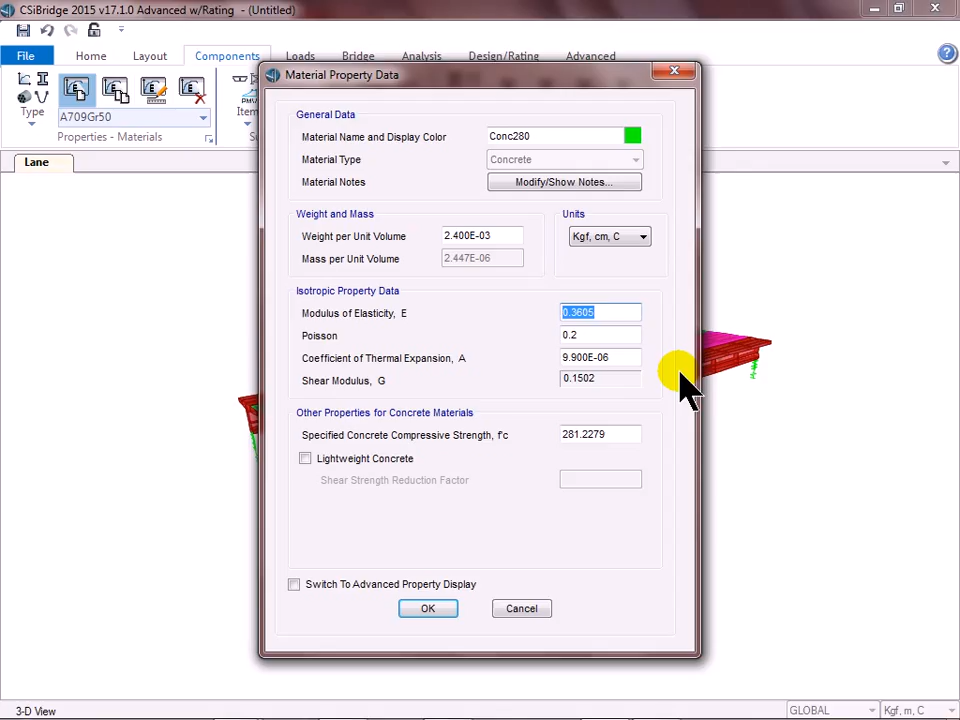 CSiBridge 2015 v17.1.0 Advanced w/Rating - (Untitled)
File Home Layout Components Loads Bridge Analysis Design/Rating Advanced
Type
A709Gr50
Properties - Materials
Item
Lane
Material Property Data
General Data
Material Name and Display Color Conc280
Material Type Concrete
Material Notes Modify/Show Notes...
Weight and Mass Units
Weight per Unit Volume 2.400E-03 Kgf, cm, C
Mass per Unit Volume 2.447E-06
Isotropic Property Data
Modulus of Elasticity, E 0.3605
Poisson 0.2
Coefficient of Thermal Expansion, A 9.900E-06
Shear Modulus, G 0.1502
Other Properties for Concrete Materials
Specified Concrete Compressive Strength, f'c 281.2279
Lightweight Concrete
Shear Strength Reduction Factor
Switch To Advanced Property Display
OK Cancel
3-D View GLOBAL Kgf, m, C